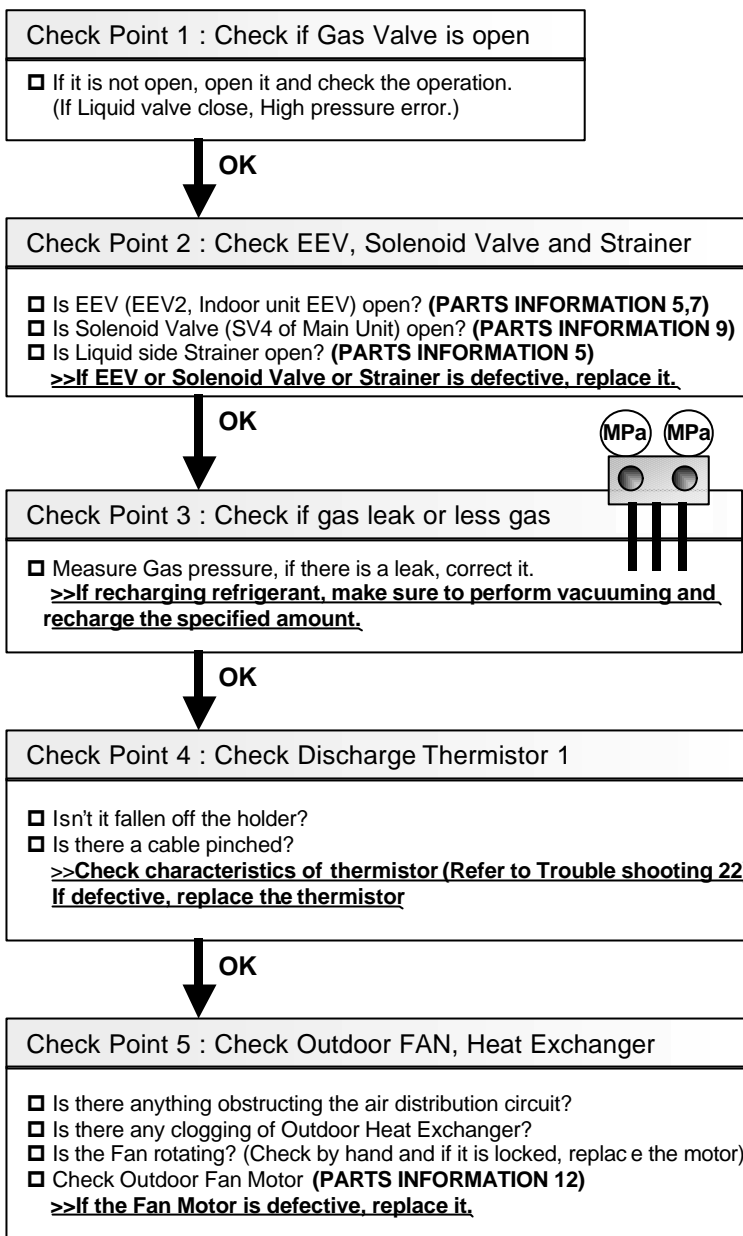 Check Point 1 : Check if Gas Valve is open
If it is not open, open it and check the operation.
(If Liquid valve close, High pressure error.)
OK
Check Point 2 : Check EEV, Solenoid Valve and Strainer
Is EEV (EEV2, Indoor unit EEV) open? (PARTS INFORMATION 5,7)
Is Solenoid Valve (SV4 of Main Unit) open? (PARTS INFORMATION 9)
Is Liquid side Strainer open? (PARTS INFORMATION 5)
>>If EEV or Solenoid Valve or Strainer is defective, replace it.
OK
MPa MPa
Check Point 3 : Check if gas leak or less gas
Measure Gas pressure, if there is a leak, correct it.
>>If recharging refrigerant, make sure to perform vacuuming and
recharge the specified amount.
OK
Check Point 4 : Check Discharge Thermistor 1
Isn't it fallen off the holder?
Is there a cable pinched?
>>Check characteristics of thermistor (Refer to Trouble shooting 22
If defective, replace the thermistor
OK
Check Point 5 : Check Outdoor FAN, Heat Exchanger
Is there anything obstructing the air distribution circuit?
Is there any clogging of Outdoor Heat Exchanger?
Is the Fan rotating? (Check by hand and if it is locked, replac e the motor)
Check Outdoor Fan Motor (PARTS INFORMATION 12)
>>If the Fan Motor is defective, replace it.